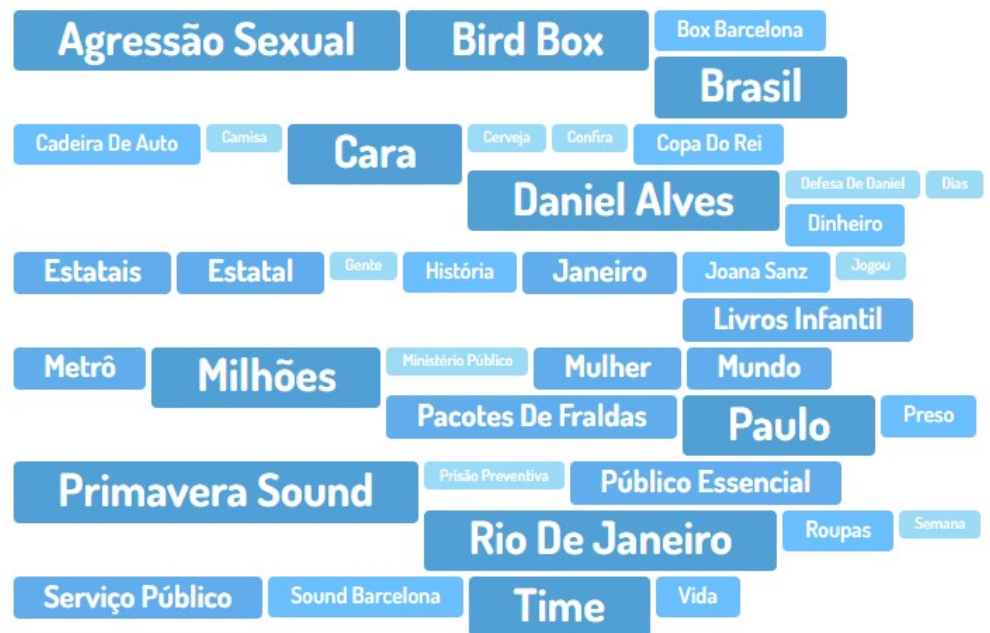 Agressão Sexual Bird Box Box Barcelona
Brasil
Cadeira De Auto Camisa Cara Cerveja Confira Copa Do Rei
Daniel Alves Defesa De Daniel Dias
Dinheiro
Estatais Estatal Gente História Janeiro Joana Sanz Jogou
Livros Infantil
Metrô Milhões Ministério Público Mulher Mundo
Pacotes De Fraldas Paulo Preso
Primavera Sound Prisão Preventiva Público Essencial
Rio De Janeiro Roupas Semana
Serviço Público Sound Barcelona Time Vida